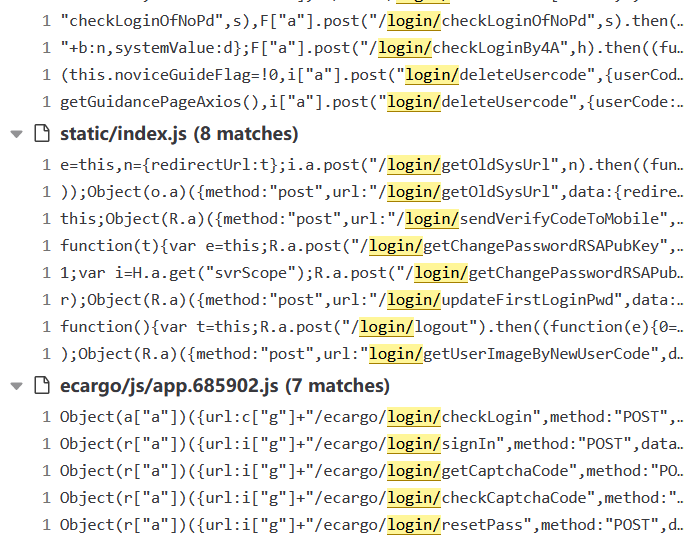 1 "checkLoginOfNoPd",s),F["a"].post("/login/checkLoginOfNoPd",s).then(…
1 "+b:n,systemValue:d};F["a"].post("/login/checkLoginBy4A",h).then((fu…
1 (this.noviceGuideFlag=!0,i["a"].post("login/deleteUsercode",{userCod…
1 getGuidancePageAxios(),i["a"].post("login/deleteUsercode",{userCode:…
static/index.js (8 matches)
1 e=this,n={redirectUrl:t};i.a.post("/login/getOldSysUrl",n).then((fun…
1 ));Object(o.a)({method:"post",url:"/login/getOldSysUrl",data:{redire…
1 this;Object(R.a)({method:"post",url:"/login/sendVerifyCodeToMobile",…
1 function(t){var e=this;R.a.post("/login/getChangePasswordRSAPubKey",…
1 1;var i=H.a.get("svrScope");R.a.post("/login/getChangePasswordRSAPub…
1 r);Object(R.a)({method:"post",url:"/login/updateFirstLoginPwd",data:…
1 function(){var t=this;R.a.post("/login/logout").then((function(e){0=…
1 );Object(R.a)({method:"post",url:"login/getUserImageByNewUserCode",d…
ecargo/js/app.685902.js (7 matches)
1 Object(a["a"])({url:c["g"]+"/ecargo/login/checkLogin",method:"POST",…
1 Object(r["a"])({url:i["g"]+"/ecargo/login/signIn",method:"POST",data…
1 Object(r["a"])({url:i["g"]+"/ecargo/login/getCaptchaCode",method:"PO…
1 Object(r["a"])({url:i["g"]+"/ecargo/login/checkCaptchaCode",method:"…
1 Object(r["a"])({url:i["g"]+"/ecargo/login/resetPass",method:"POST",d…